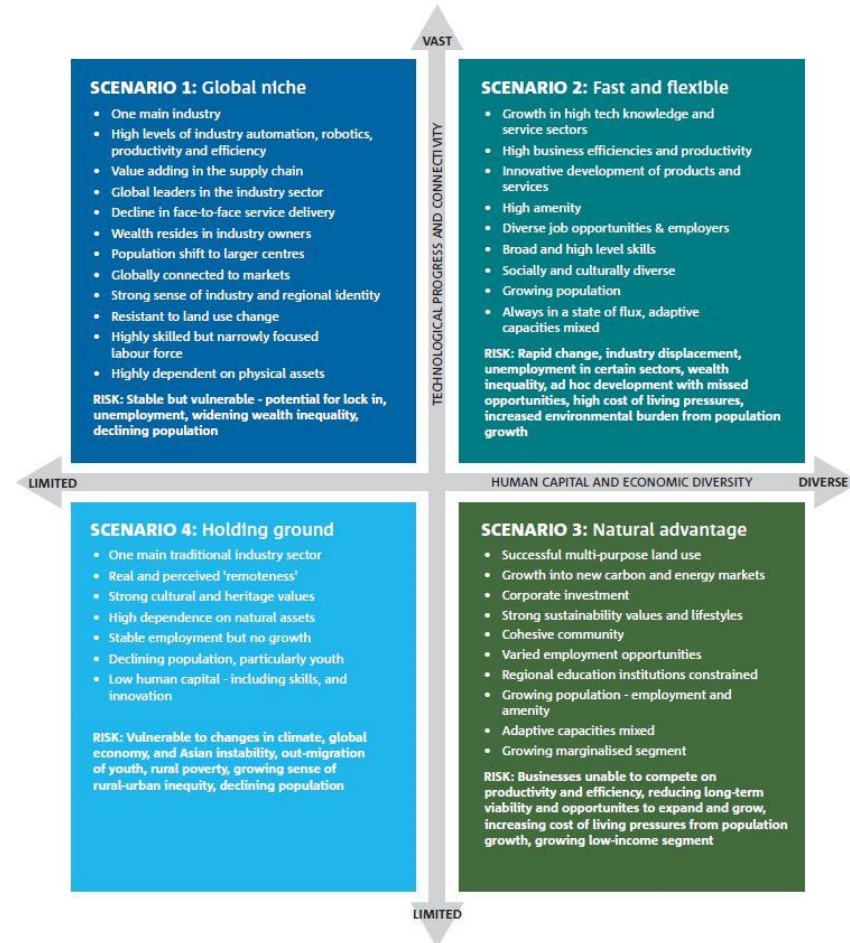 VAST
SCENARIO 1: Global niche
• One main industry
• High levels of industry automation, robotics,
productivity and efficiency
• Value adding in the supply chain
• Global leaders in the industry sector
• Decline in face-to-face service delivery
• Wealth resides in industry owners
• Population shift to larger centres
• Globally connected to markets
• Strong sense of industry and regional identity
• Resistant to land use change
• Highly skilled but narrowly focused
labour force
• Highly dependent on physical assets
RISK: Stable but vulnerable - potential for lock in,
unemployment, widening wealth inequality,
declining population
TECHNOLOGICAL PROGRESS AND CONNECTIVITY
SCENARIO 2: Fast and flexible
• Growth in high tech knowledge and
service sectors
• High business efficiencies and productivity
• Innovative development of products and
services
• High amenity
• Diverse job opportunities & employers
• Broad and high level skills
• Socially and culturally diverse
• Growing population
• Always in a state of flux, adaptive
capacities mixed
RISK: Rapid change, industry displacement,
unemployment in certain sectors, wealth
inequality, ad hoc development with missed
opportunities, high cost of living pressures,
increased environmental burden from population
growth
LIMITED
HUMAN CAPITAL AND ECONOMIC DIVERSITY
DIVERSE
SCENARIO 4: Holding ground
• One main traditional industry sector
• Real and perceived 'remoteness'
• Strong cultural and heritage values
• High dependence on natural assets
• Stable employment but no growth
• Declining population, particularly youth
• Low human capital - including skills, and
innovation
RISK: Vulnerable to changes in climate, global
economy, and Asian instability, out-migration
of youth, rural poverty, growing sense of
rural-urban inequity, declining population
SCENARIO 3: Natural advantage
• Successful multi-purpose land use
• Growth into new carbon and energy markets
• Corporate investment
• Strong sustainability values and lifestyles
• Cohesive community
• Varied employment opportunities
• Regional education institutions constrained
• Growing population - employment and
amenity
• Adaptive capacities mixed
• Growing marginalised segment
RISK: Businesses unable to compete on
productivity and efficiency, reducing long-term
viability and opportunites to expand and grow,
increasing cost of living pressures from population
growth, growing low-income segment
LIMITED